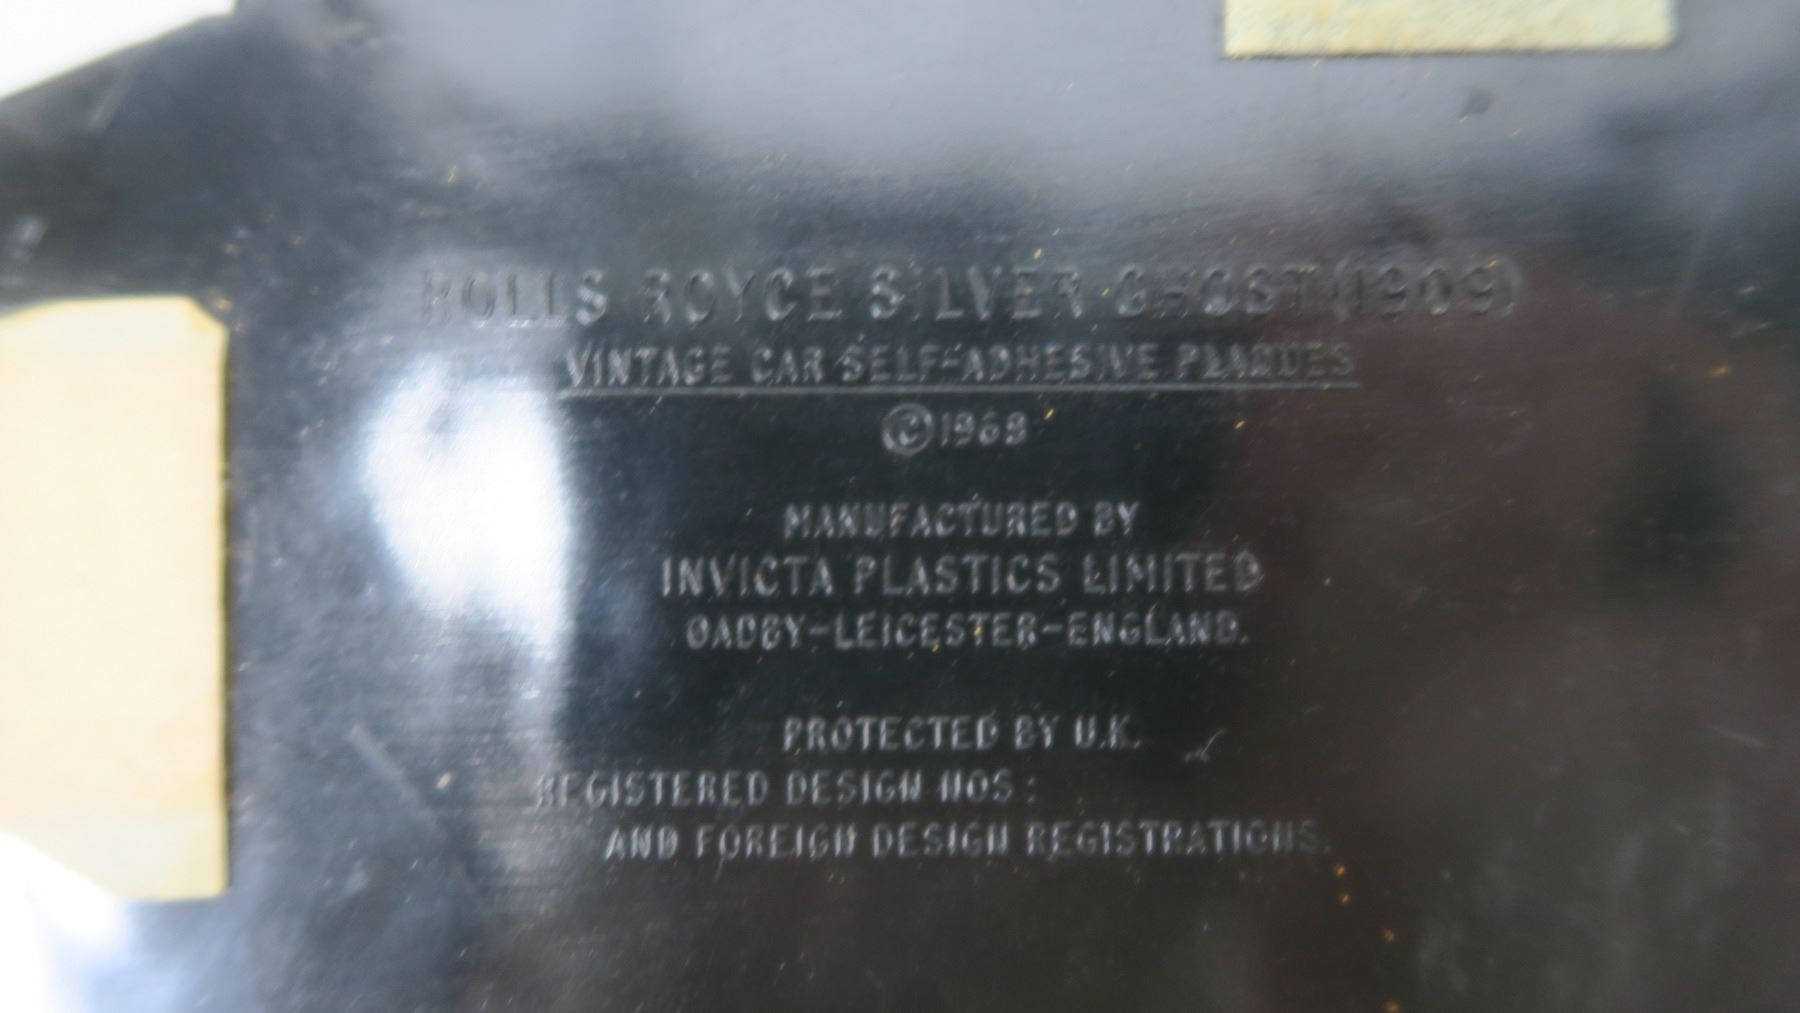 ROLLS ROYCE SILVER GHOST (1909)
VINTAGE CAR SELF-ADHESIVE PLAQUES
©1968
MANUFACTURED BY
INVICTA PLASTICS LIMITED
OADBY-LEICESTER-ENGLAND.
PROTECTED BY U.K.
REGISTERED DESIGN NOS:
AND FOREIGN DESIGN REGISTRATIONS.